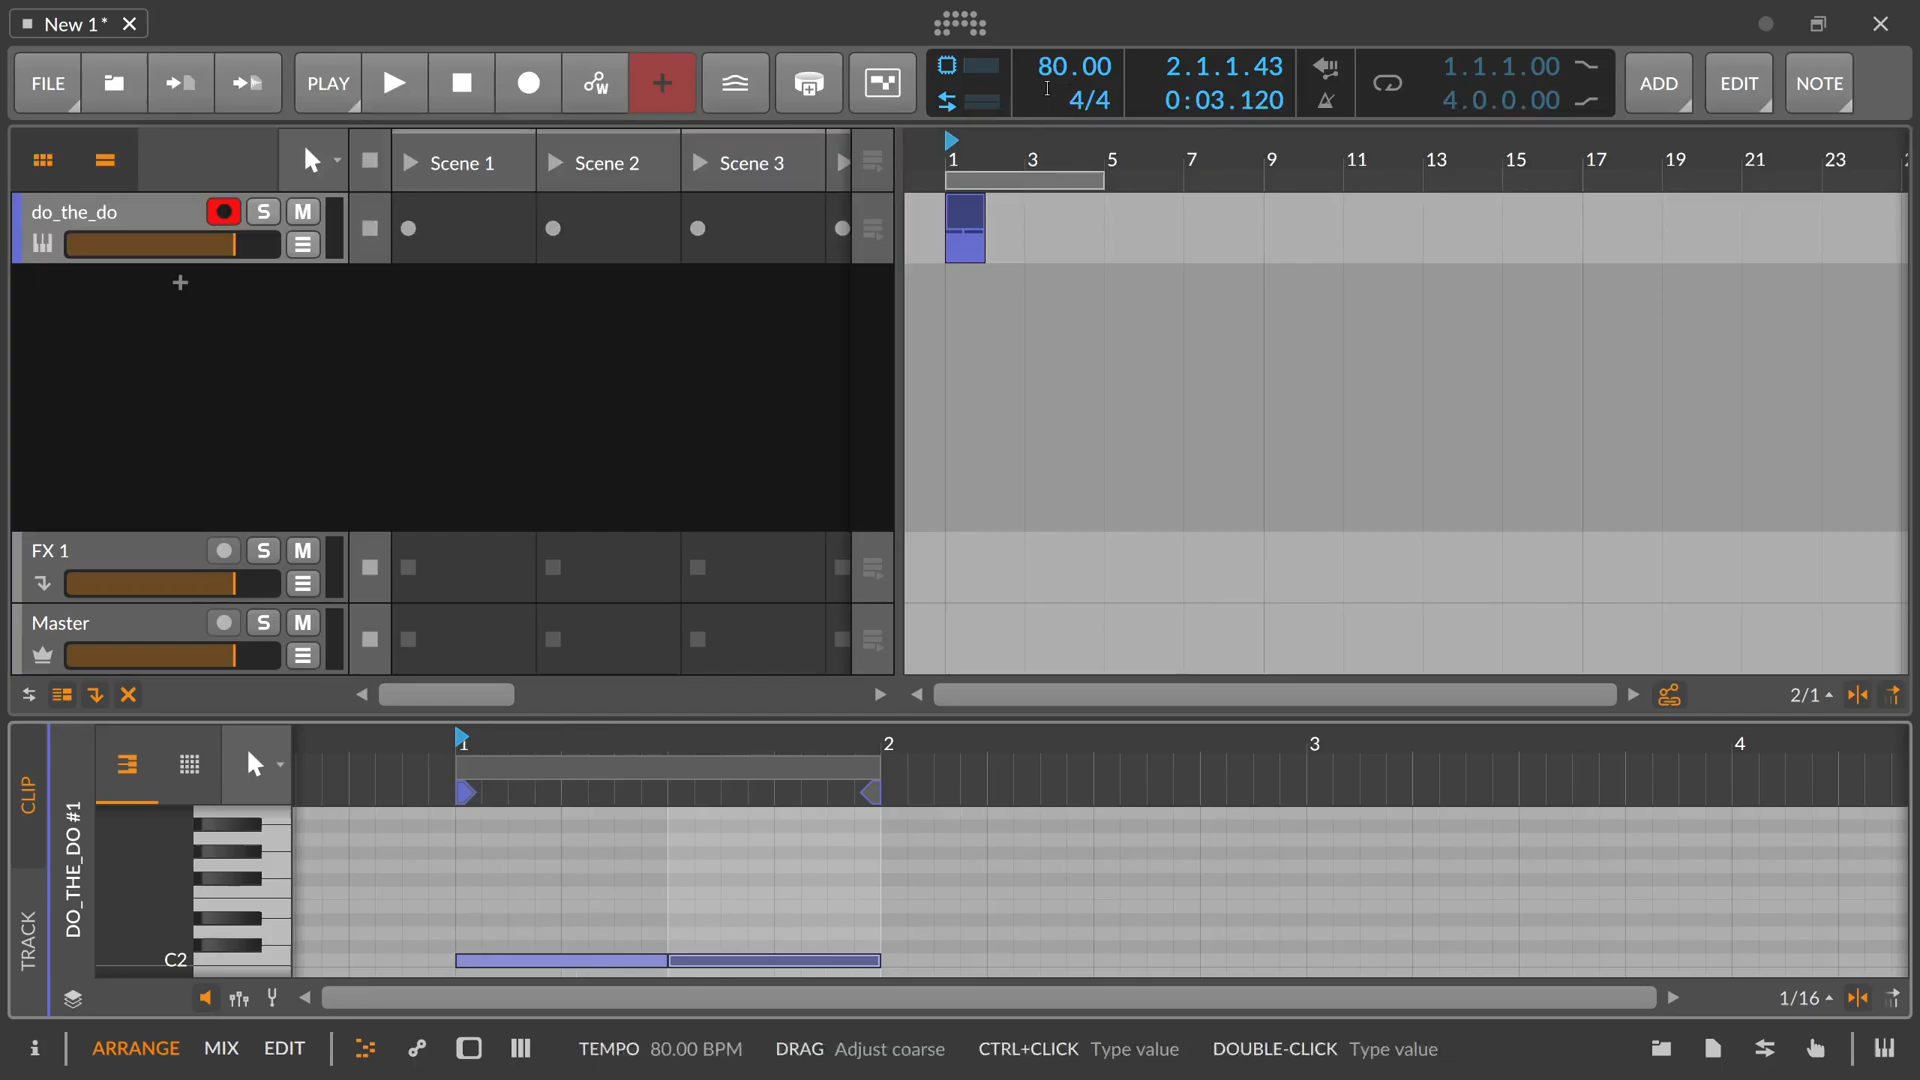 New 1*
FILE PLAY W 80.00 4/4 2.1.1.43 0:03.120 1.1.1.00 4.0.0.00 ADD EDIT NOTE
Scene 1 Scene 2 Scene 3
1 3 5 7 9 11 13 15 17 19 21 23
do_the_do S M
FX 1 S M
Master S M
2/1
CLIP
TRACK
DO_THE_DO #1
1 2 3 4
C2
1/16
ARRANGE MIX EDIT TEMPO 80.00 BPM DRAG Adjust coarse CTRL+CLICK Type value DOUBLE-CLICK Type value